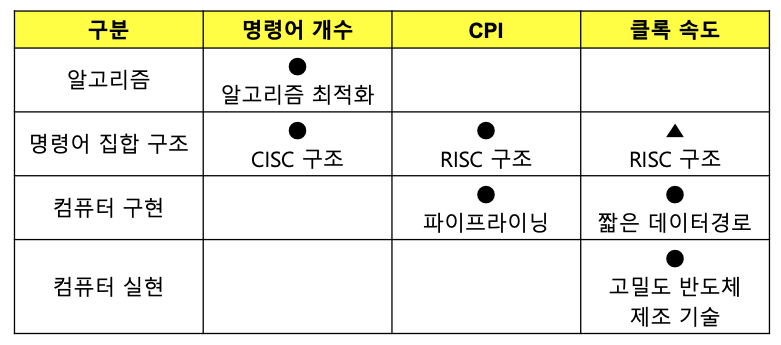 구분 명령어 개수 CPI 클록 속도
알고리즘 ● 알고리즘 최적화
명령어 집합 구조 ● CISC 구조 ● RISC 구조 ▲ RISC 구조
컴퓨터 구현 ● 파이프라이닝 ● 짧은 데이터경로
컴퓨터 실현 ● 고밀도 반도체
제조 기술